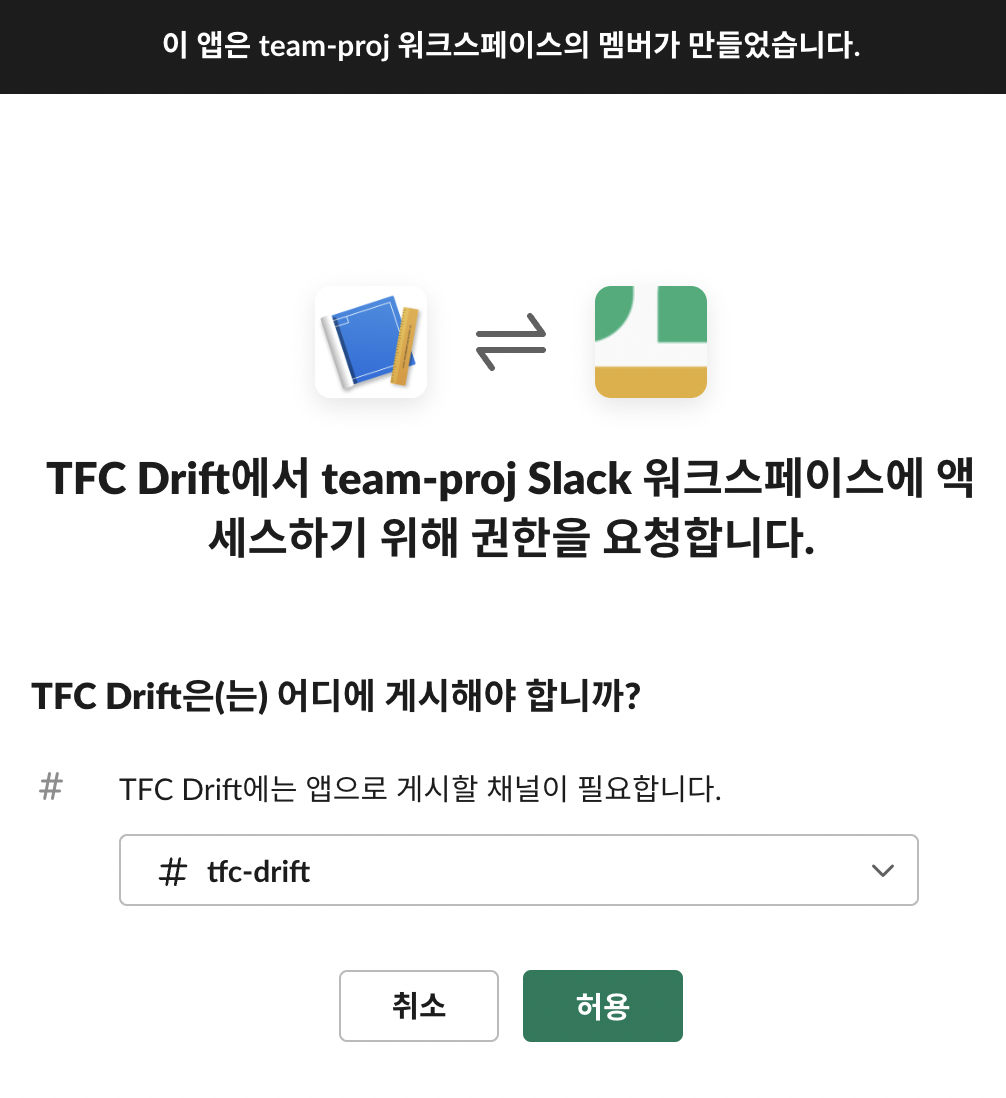 이 앱은 team-proj 워크스페이스의 멤버가 만들었습니다.
TFC Drift에서 team-proj Slack 워크스페이스에 액
세스하기 위해 권한을 요청합니다.
TFC Drift은(는) 어디에 게시해야 합니까?
# TFC Drift에는 앱으로 게시할 채널이 필요합니다.
# tfc-drift
취소 허용